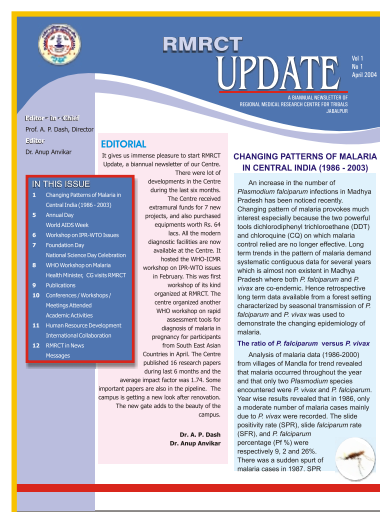 RMRCT
UPDATE
Vol 1
No 1
April 2004
A BIANNUAL NEWSLETTER OF
REGIONAL MEDICAL RESEARCH CENTRE FOR TRIBALS
JABALPUR
Editor-in-Chief
Prof. A. P. Dash, Director
Editor
Dr. Anup Anvikar
IN THIS ISSUE
1 Changing Patterns of Malaria in
Central India (1986 - 2003)
5 Annual Day
World AIDS Week
6 Workshop on IPR-WTO Issues
7 Foundation Day
National Science Day Celebration
8 WHO Workshop on Malaria
Health Minister, CG visits RMRCT
9 Publications
10 Conferences / Workshops /
Meetings Attended
Academic Activities
11 Human Resource Development
International Collaboration
12 RMRCT in News
Messages
EDITORIAL
It gives us immense pleasure to start RMRCT
Update, a biannual newsletter of our Centre.
There were lot of
developments in the Centre
during the last six months.
The Centre received
extramural funds for 7 new
projects, and also purchased
equipments worth Rs. 64
lacs. All the modern
diagnostic facilities are now
available at the Centre. It
hosted the WHO-ICMR
workshop on IPR-WTO issues
in February. This was first
workshop of its kind
organized at RMRCT. The
centre organized another
WHO workshop on rapid
assessment tools for
diagnosis of malaria in
pregnancy for participants
from South East Asian
Countries in April. The Centre
published 16 research papers
during last 6 months and the
average impact factor was 1.74. Some
important papers are also in the pipeline. The
campus is getting a new look after renovation.
The new gate adds to the beauty of the
campus.
Dr. A. P. Dash
Dr. Anup Anvikar
CHANGING PATTERNS OF MALARIA
IN CENTRAL INDIA (1986 - 2003)
An increase in the number of
Plasmodium falciparum infections in Madhya
Pradesh has been noticed recently.
Changing pattern of malaria provokes much
interest especially because the two powerful
tools dichlorodiphenyl trichloroethane (DDT)
and chloroquine (CQ) on which malaria
control relied are no longer effective. Long
term trends in the pattern of malaria demand
systematic contiguous data for several years
which is almost non existent in Madhya
Pradesh where both P. falciparum and P.
vivax are co-endemic. Hence retrospective
long term data available from a forest setting
characterized by seasonal transmission of P.
falciparum and P. vivax was used to
demonstrate the changing epidemiology of
malaria.
The ratio of P. falciparum versus P. vivax
Analysis of malaria data (1986-2000)
from villages of Mandla for trend revealed
that malaria occurred throughout the year
and that only two Plasmodium species
encountered were P. vivax and P. falciparum.
Year wise results revealed that in 1986, only
a moderate number of malaria cases mainly
due to P. vivax were recorded. The slide
positivity rate (SPR), slide falciparum rate
(SFR), and P. falciparum
percentage (Pf %) were
respectively 9, 2 and 26%.
There was a sudden spurt of
malaria cases in 1987. SPR